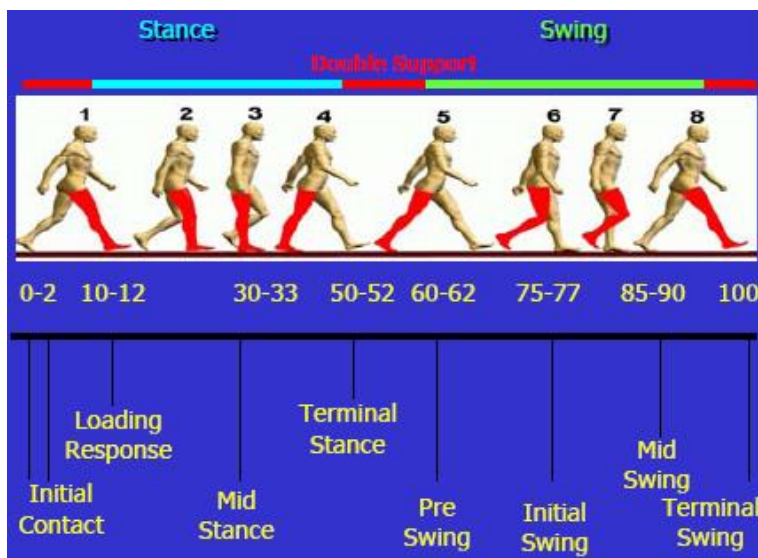 Stance
Swing
Double Support
1 2 3 4 5 6 7 8
0-2 10-12 30-33 50-52 60-62 75-77 85-90 100
Loading
Response
Terminal
Stance
Mid
Swing
Initial
Contact
Mid
Stance
Pre
Swing
Initial
Swing
Terminal
Swing